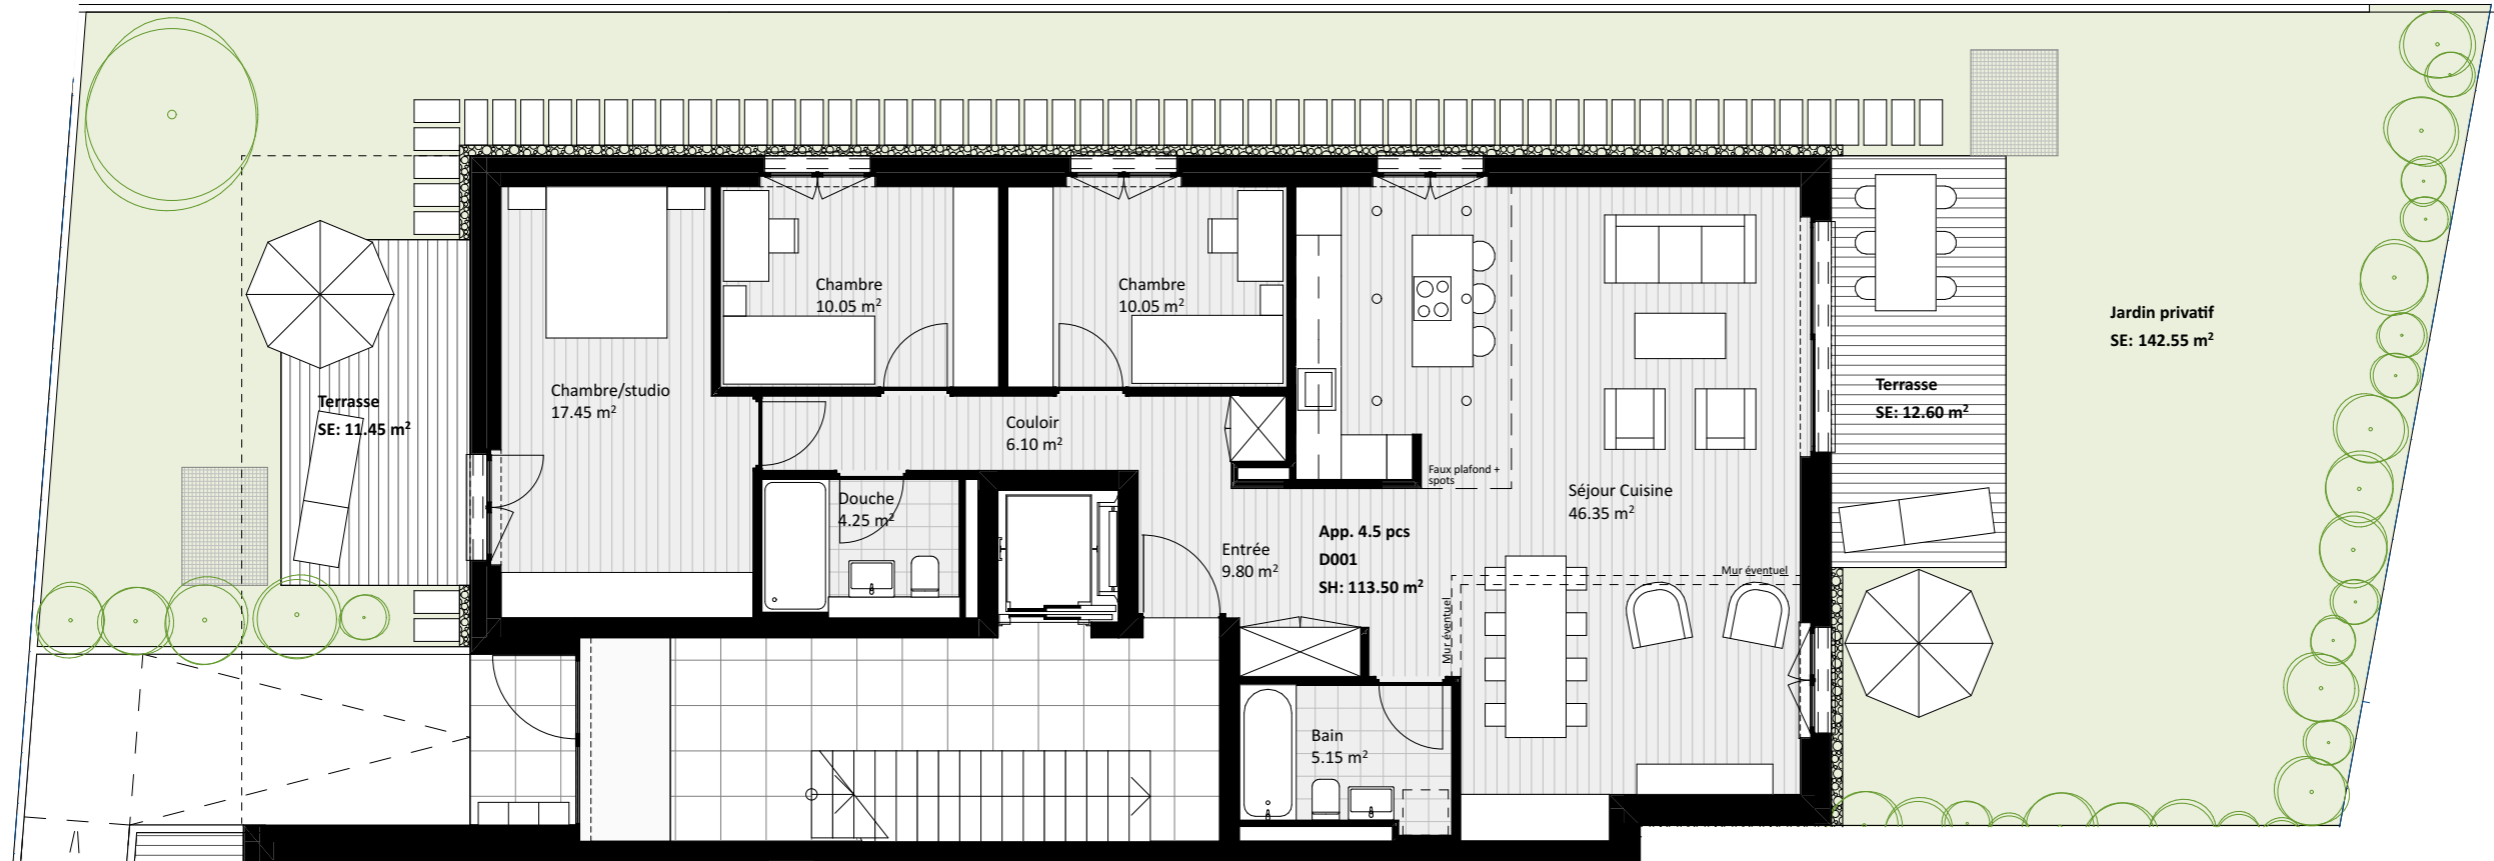 Chambre
10.05 m²
Chambre
10.05 m²
Jardin privatif
SE: 142.55 m²
Chambre/studio
17.45 m²
Terrasse
SE: 11.45 m²
Terrasse
SE: 12.60 m²
Couloir
6.10 m²
Faux plafond +
spots
Douche
4.25 m²
Séjour Cuisine
46.35 m²
App. 4.5 pcs
D001
SH: 113.50 m²
Entrée
9.80 m²
Mur éventuel
Mur éventuel
Bain
5.15 m²